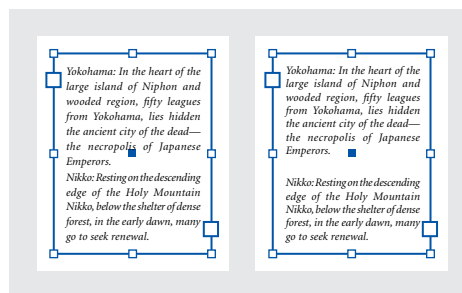 Yokohama: In the heart of the
large island of Niphon and
wooded region, fifty leagues
from Yokohama, lies hidden
the ancient city of the dead—
the necropolis of Japanese
Emperors.
Nikko: Resting on the descending
edge of the Holy Mountain
Nikko, below the shelter of dense
forest, in the early dawn, many
go to seek renewal.
Yokohama: In the heart of the
large island of Niphon and
wooded region, fifty leagues
from Yokohama, lies hidden
the ancient city of the dead—
the necropolis of Japanese
Emperors.
Nikko: Resting on the descending
edge of the Holy Mountain
Nikko, below the shelter of dense
forest, in the early dawn, many
go to seek renewal.